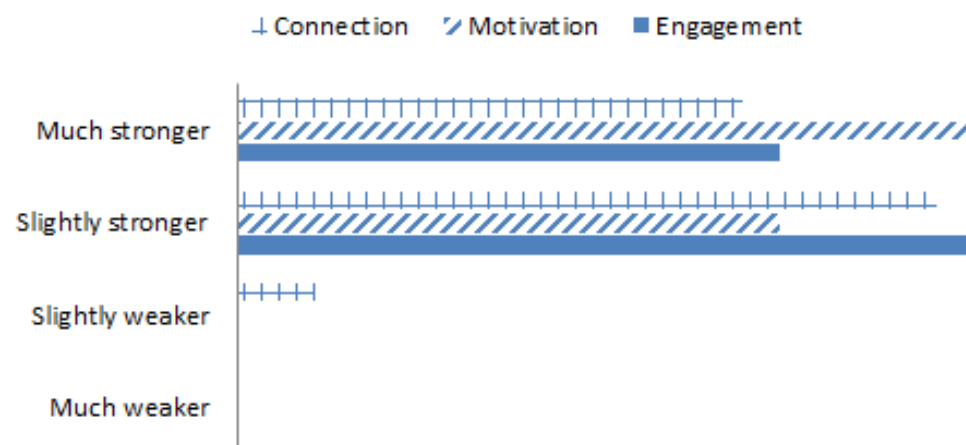 Connection Motivation Engagement
Much stronger
Slightly stronger
Slightly weaker
Much weaker